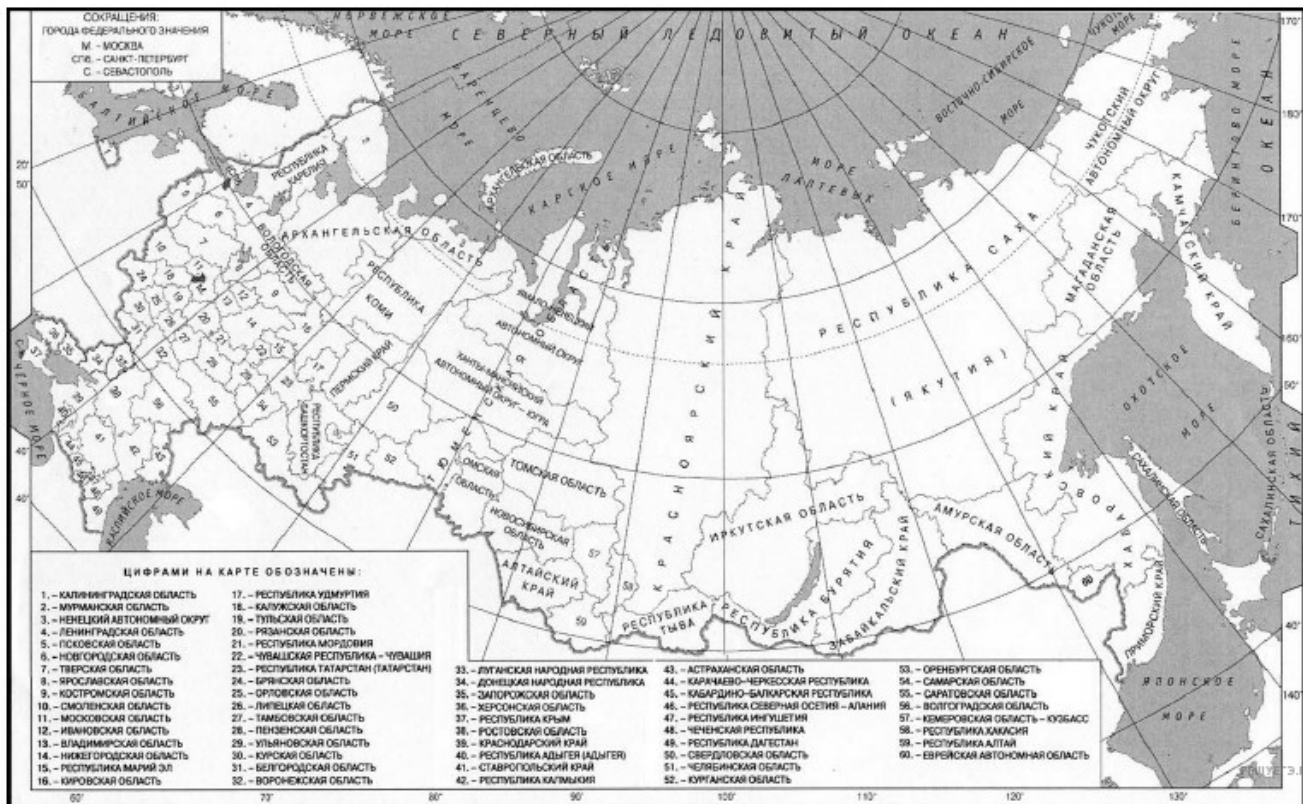 СОКРАЩЕНИЯ:
ГОРОДА ФЕДЕРАЛЬНОГО ЗНАЧЕНИЯ
М. – МОСКВА
СПб. – САНКТ-ПЕТЕРБУРГ
С. – СЕВАСТОПОЛЬ
НОРВЕЖСКОЕ МОРЕ
СЕВЕРНЫЙ ЛЕДОВИТЫЙ ОКЕАН
БАЛТИЙСКОЕ МОРЕ
БАРЕНЦЕВО МОРЕ
КАРСКОЕ МОРЕ
МОРЕ ЛАПТЕВЫХ
ВОСТОЧНО-СИБИРСКОЕ МОРЕ
БЕРИНГОВО МОРЕ
ТИХИЙ ОКЕАН
ОХОТСКОЕ МОРЕ
ЯПОНСКОЕ МОРЕ
ЧЕРНОЕ МОРЕ
КАСПИЙСКОЕ МОРЕ
РЕСПУБЛИКА КАРЕЛИЯ
АРХАНГЕЛЬСКАЯ ОБЛАСТЬ
АРХАНГЕЛЬСКАЯ ОБЛАСТЬ
ВОЛОГОДСКАЯ ОБЛАСТЬ
РЕСПУБЛИКА КОМИ
ПЕРМСКИЙ КРАЙ
РЕСПУБЛИКА БАШКОРТОСТАН
ЯМАЛО-НЕНЕЦКИЙ АВТОНОМНЫЙ ОКРУГ
ХАНТЫ-МАНСИЙСКИЙ АВТОНОМНЫЙ ОКРУГ – ЮГРА
ОМСКАЯ ОБЛАСТЬ
ТОМСКАЯ ОБЛАСТЬ
НОВОСИБИРСКАЯ ОБЛАСТЬ
АЛТАЙСКИЙ КРАЙ
КРАСНОЯРСКИЙ КРАЙ
РЕСПУБЛИКА ТЫВА
ИРКУТСКАЯ ОБЛАСТЬ
РЕСПУБЛИКА БУРЯТИЯ
ЗАБАЙКАЛЬСКИЙ КРАЙ
РЕСПУБЛИКА САХА (ЯКУТИЯ)
АМУРСКАЯ ОБЛАСТЬ
ХАБАРОВСКИЙ КРАЙ
ПРИМОРСКИЙ КРАЙ
САХАЛИНСКАЯ ОБЛАСТЬ
САХАЛИНСКАЯ ОБЛАСТЬ
МАГАДАНСКАЯ ОБЛАСТЬ
КАМЧАТСКИЙ КРАЙ
ЧУКОТСКИЙ АВТОНОМНЫЙ ОКРУГ
ЦИФРАМИ НА КАРТЕ ОБОЗНАЧЕНЫ:
1. – КАЛИНИНГРАДСКАЯ ОБЛАСТЬ
2. – МУРМАНСКАЯ ОБЛАСТЬ
3. – НЕНЕЦКИЙ АВТОНОМНЫЙ ОКРУГ
4. – ЛЕНИНГРАДСКАЯ ОБЛАСТЬ
5. – ПСКОВСКАЯ ОБЛАСТЬ
6. – НОВГОРОДСКАЯ ОБЛАСТЬ
7. – ТВЕРСКАЯ ОБЛАСТЬ
8. – ЯРОСЛАВСКАЯ ОБЛАСТЬ
9. – КОСТРОМСКАЯ ОБЛАСТЬ
10. – СМОЛЕНСКАЯ ОБЛАСТЬ
11. – МОСКОВСКАЯ ОБЛАСТЬ
12. – ИВАНОВСКАЯ ОБЛАСТЬ
13. – ВЛАДИМИРСКАЯ ОБЛАСТЬ
14. – НИЖЕГОРОДСКАЯ ОБЛАСТЬ
15. – РЕСПУБЛИКА МАРИЙ ЭЛ
16. – КИРОВСКАЯ ОБЛАСТЬ
17. – РЕСПУБЛИКА УДМУРТИЯ
18. – КАЛУЖСКАЯ ОБЛАСТЬ
19. – ТУЛЬСКАЯ ОБЛАСТЬ
20. – РЯЗАНСКАЯ ОБЛАСТЬ
21. – РЕСПУБЛИКА МОРДОВИЯ
22. – ЧУВАШСКАЯ РЕСПУБЛИКА – ЧУВАШИЯ
23. – РЕСПУБЛИКА ТАТАРСТАН (ТАТАРСТАН)
24. – БРЯНСКАЯ ОБЛАСТЬ
25. – ОРЛОВСКАЯ ОБЛАСТЬ
26. – ЛИПЕЦКАЯ ОБЛАСТЬ
27. – ТАМБОВСКАЯ ОБЛАСТЬ
28. – ПЕНЗЕНСКАЯ ОБЛАСТЬ
29. – УЛЬЯНОВСКАЯ ОБЛАСТЬ
30. – КУРСКАЯ ОБЛАСТЬ
31. – БЕЛГОРОДСКАЯ ОБЛАСТЬ
32. – ВОРОНЕЖСКАЯ ОБЛАСТЬ
33. – ЛУГАНСКАЯ НАРОДНАЯ РЕСПУБЛИКА
34. – ДОНЕЦКАЯ НАРОДНАЯ РЕСПУБЛИКА
35. – ЗАПОРОЖСКАЯ ОБЛАСТЬ
36. – ХЕРСОНСКАЯ ОБЛАСТЬ
37. – РЕСПУБЛИКА КРЫМ
38. – РОСТОВСКАЯ ОБЛАСТЬ
39. – КРАСНОДАРСКИЙ КРАЙ
40. – РЕСПУБЛИКА АДЫГЕЯ (АДЫГЕЯ)
41. – СТАВРОПОЛЬСКИЙ КРАЙ
42. – РЕСПУБЛИКА КАЛМЫКИЯ
43. – АСТРАХАНСКАЯ ОБЛАСТЬ
44. – КАРАЧАЕВО-ЧЕРКЕССКАЯ РЕСПУБЛИКА
45. – КАБАРДИНО-БАЛКАРСКАЯ РЕСПУБЛИКА
46. – РЕСПУБЛИКА СЕВЕРНАЯ ОСЕТИЯ – АЛАНИЯ
47. – РЕСПУБЛИКА ИНГУШЕТИЯ
48. – ЧЕЧЕНСКАЯ РЕСПУБЛИКА
49. – РЕСПУБЛИКА ДАГЕСТАН
50. – СВЕРДЛОВСКАЯ ОБЛАСТЬ
51. – ЧЕЛЯБИНСКАЯ ОБЛАСТЬ
52. – КУРГАНСКАЯ ОБЛАСТЬ
53. – ОРЕНБУРГСКАЯ ОБЛАСТЬ
54. – САМАРСКАЯ ОБЛАСТЬ
55. – САРАТОВСКАЯ ОБЛАСТЬ
56. – ВОЛГОГРАДСКАЯ ОБЛАСТЬ
57. – КЕМЕРОВСКАЯ ОБЛАСТЬ – КУЗБАСС
58. – РЕСПУБЛИКА ХАКАСИЯ
59. – РЕСПУБЛИКА АЛТАЙ
60. – ЕВРЕЙСКАЯ АВТОНОМНАЯ ОБЛАСТЬ
60° 70° 80° 90° 100° 110° 120° 130°